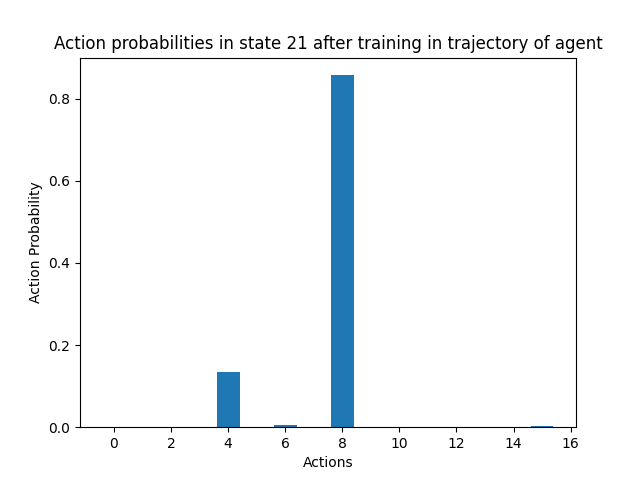 Action probabilities in state 21 after training in trajectory of agent
0.8
0.6
0.4
0.2
0.0
Action Probability
0 2 4 6 8 10 12 14 16
Actions